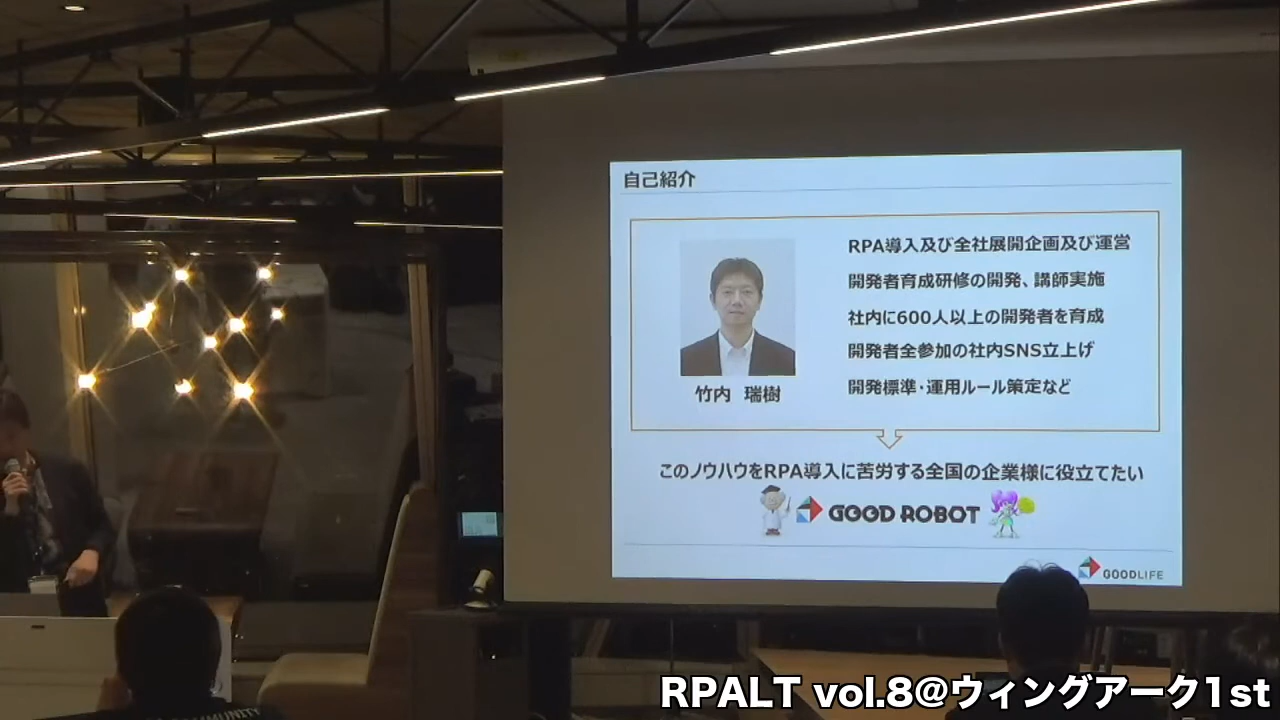 自己紹介
RPA導入及び全社展開企画及び運営
開発者育成研修の開発、講師実施
社内に600人以上の開発者を育成
開発者全参加の社内SNS立上げ
開発標準・運用ルール策定など
竹内 瑞樹
このノウハウをRPA導入に苦労する全国の企業様に役立てたい
GOOD ROBOT
GOODLIFE
COMMUNITY
RPALT vol.8@ウィングアーク1st